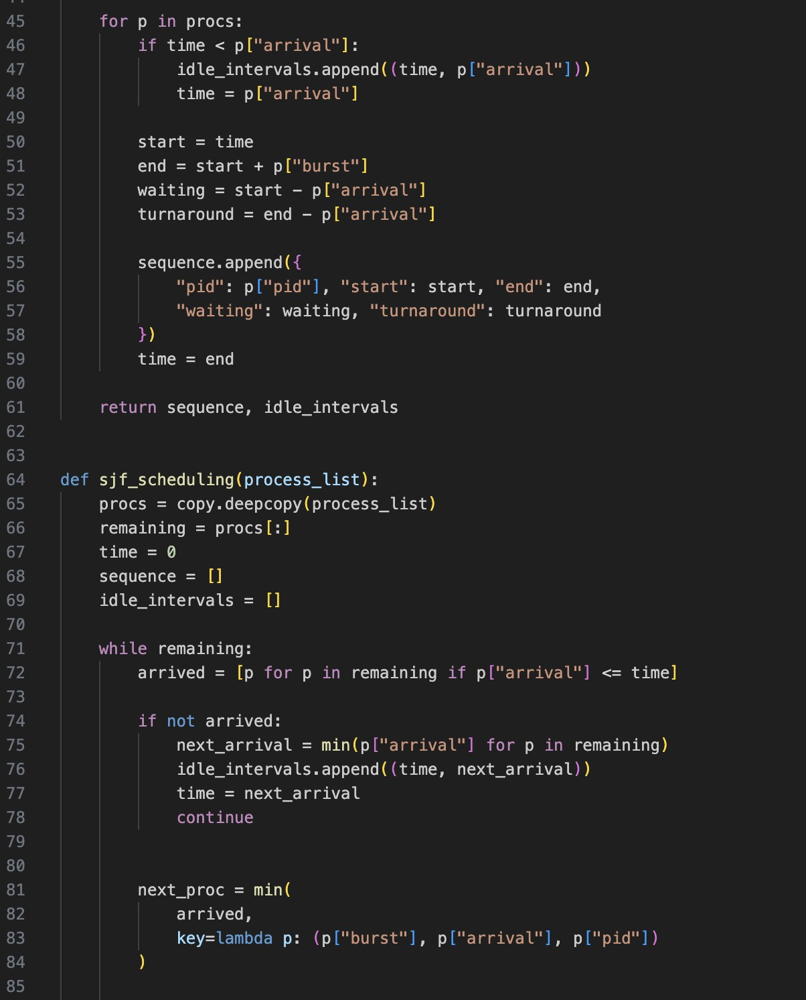 45 for p in procs:
46 if time < p["arrival"]:
47 idle_intervals.append((time, p["arrival"]))
48 time = p["arrival"]
49
50 start = time
51 end = start + p["burst"]
52 waiting = start - p["arrival"]
53 turnaround = end - p["arrival"]
54
55 sequence.append({
56 "pid": p["pid"], "start": start, "end": end,
57 "waiting": waiting, "turnaround": turnaround
58 })
59 time = end
60
61 return sequence, idle_intervals
62
63
64 def sjf_scheduling(process_list):
65 procs = copy.deepcopy(process_list)
66 remaining = procs[:]
67 time = 0
68 sequence = []
69 idle_intervals = []
70
71 while remaining:
72 arrived = [p for p in remaining if p["arrival"] <= time]
73
74 if not arrived:
75 next_arrival = min(p["arrival"] for p in remaining)
76 idle_intervals.append((time, next_arrival))
77 time = next_arrival
78 continue
79
80
81 next_proc = min(
82 arrived,
83 key=lambda p: (p["burst"], p["arrival"], p["pid"])
84 )
85